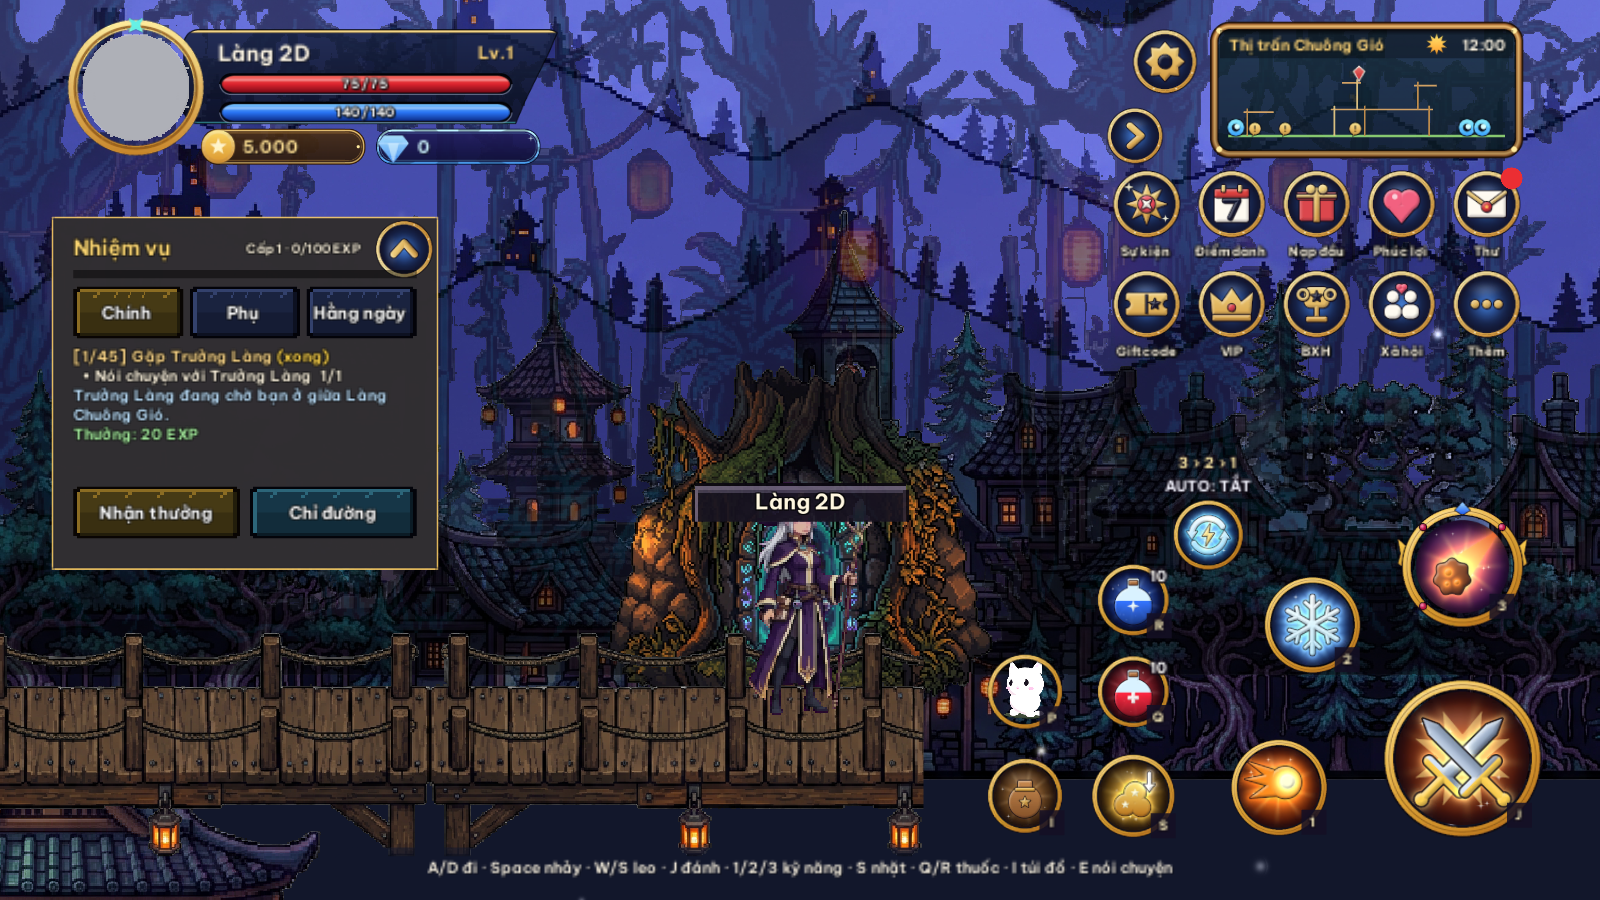 Làng 2D
Lv.1
75/75
140/140
5.000
0
Thị trấn Chuông Gió
12:00
Sự kiện
Điểm danh
7
Nạp đầu
Phúc lợi
Thư
Giftcode
VIP
BXH
Xã hội
Thêm
Nhiệm vụ
Cấp 1 - 0/100 EXP
Chính
Phụ
Hằng ngày
[1/45] Gặp Trưởng Làng (xong)
• Nói chuyện với Trưởng Làng 1/1
Trưởng Làng đang chờ bạn ở giữa Làng
Chuông Gió.
Thưởng: 20 EXP
Nhận thưởng
Chỉ đường
Làng 2D
3 › 2 › 1
AUTO: TẮT
10
R
3
2
10
Q
P
I
S
1
J
A/D đi - Space nhảy - W/S leo - J đánh - 1/2/3 kỹ năng - S nhặt - Q/R thuốc - I túi đồ - E nói chuyện